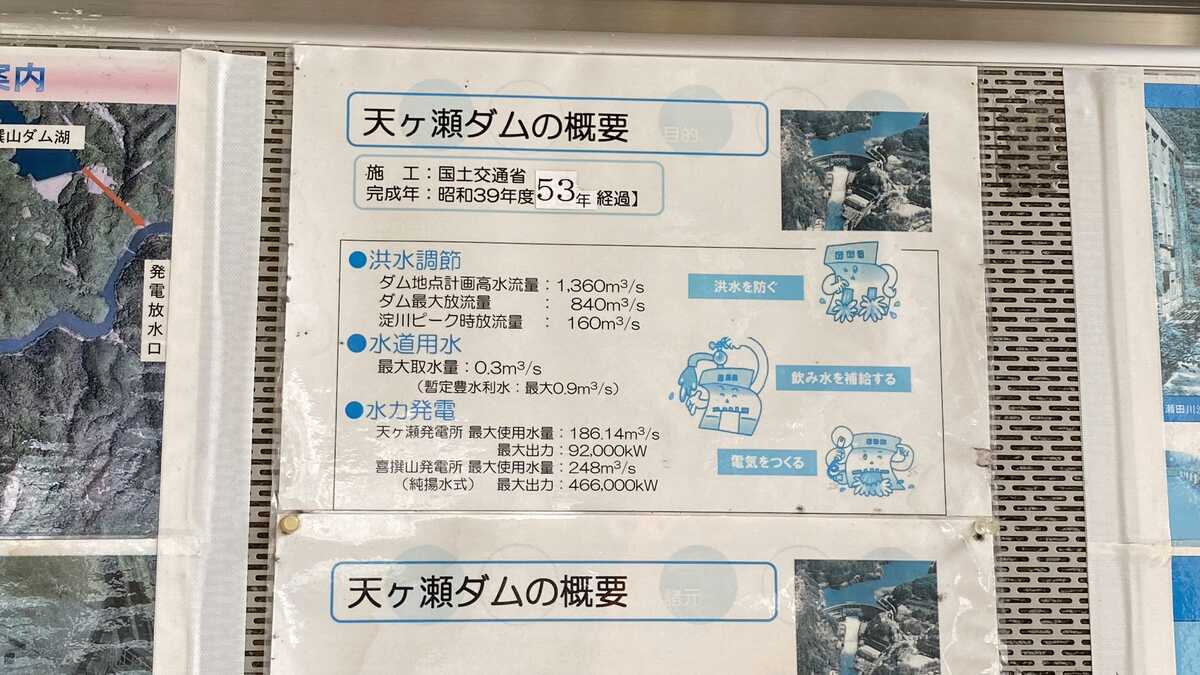 案内
撰山ダム湖
発電放水口
天ヶ瀬ダムの概要 目的
施　工：国土交通省
完成年：昭和39年度53年 経過】
●洪水調節
ダム地点計画高水流量：1,360m³/s
ダム最大放流量　：　840m³/s
淀川ピーク時放流量　：　160m³/s
洪水を防ぐ
●水道用水
最大取水量：0.3m³/s
（暫定豊水利水：最大0.9m³/s）
飲み水を補給する
●水力発電
天ヶ瀬発電所 最大使用水量：186.14m³/s
最大出力：92,000kW
喜撰山発電所 最大使用水量：248m³/s
（純揚水式）　最大出力：466,000kW
電気をつくる
天ヶ瀬ダムの概要 諸元
瀬田川